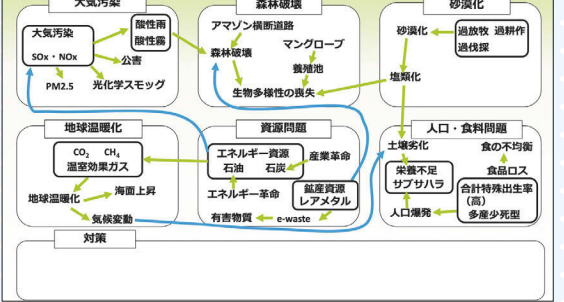 大気汚染
酸性雨
酸性霧
大気汚染
SOx・NOx
公害
PM2.5
光化学スモッグ
森林破壊
アマゾン横断道路
マングローブ
森林破壊
養殖池
生物多様性の喪失
砂漠化
砂漠化
過放牧 過耕作
過伐採
塩類化
地球温暖化
CO₂ CH₄
温室効果ガス
地球温暖化
海面上昇
気候変動
資源問題
エネルギー資源
石油 石炭
産業革命
エネルギー革命
鉱産資源
レアメタル
有害物質
e-waste
人口・食料問題
土壌劣化
食の不均衡
栄養不足
サブサハラ
食品ロス
合計特殊出生率
(高)
多産少死型
人口爆発
対策